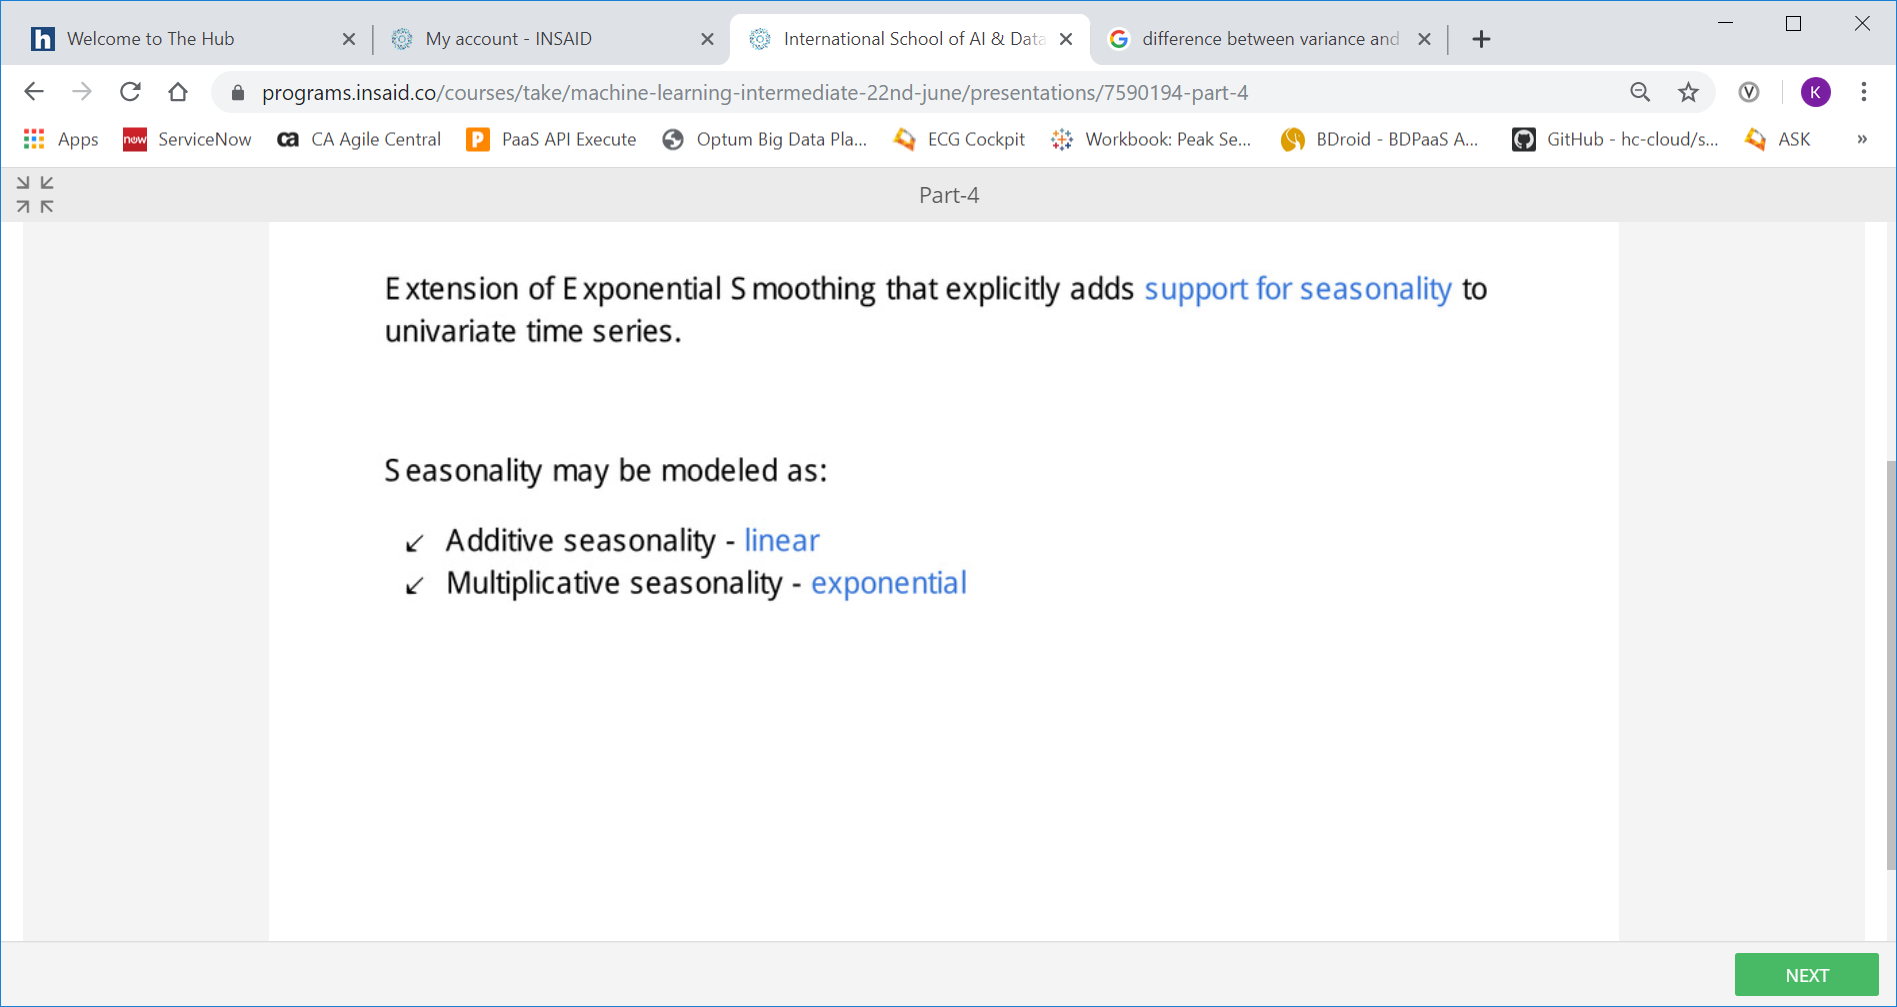 Welcome to The Hub
My account - INSAID
International School of AI & Data
difference between variance and
programs.insaid.co/courses/take/machine-learning-intermediate-22nd-june/presentations/7590194-part-4
K
Apps
now ServiceNow
ca CA Agile Central
P PaaS API Execute
Optum Big Data Pla...
ECG Cockpit
Workbook: Peak Se...
BDroid - BDPaaS A...
GitHub - hc-cloud/s...
ASK
»
Part-4
Extension of Exponential Smoothing that explicitly adds support for seasonality to
univariate time series.
Seasonality may be modeled as:
Additive seasonality - linear
Multiplicative seasonality - exponential
NEXT